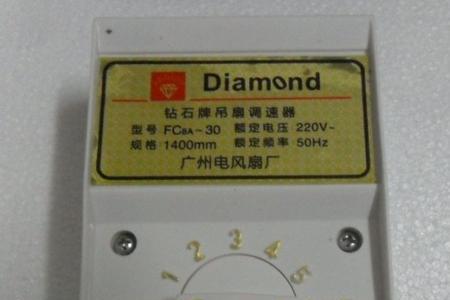 Diamond
钻石牌吊扇调速器
型号 FC8A~30 额定电压 220V~
规格 1400mm 额定频率 50Hz
广州电风扇厂
1 2 3 4 5